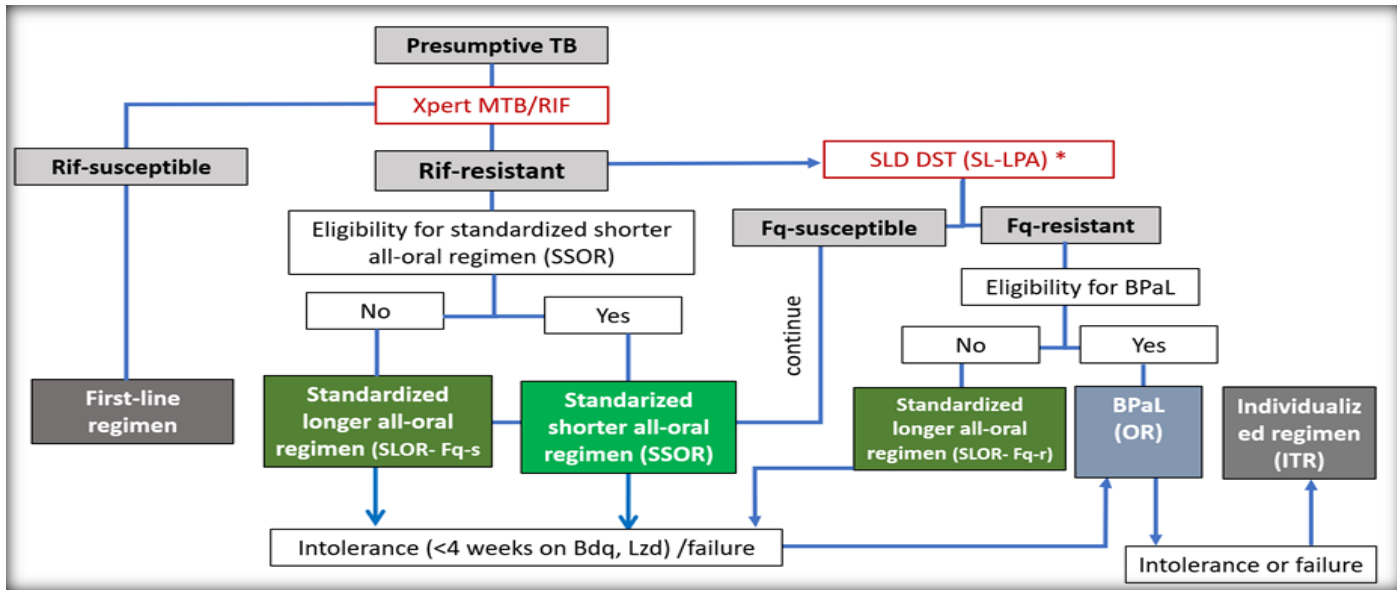 Presumptive TB
Xpert MTB/RIF
Rif-susceptible
Rif-resistant
SLD DST (SL-LPA) *
Fq-susceptible
Fq-resistant
Eligibility for standardized shorter
all-oral regimen (SSOR)
Eligibility for BPaL
No
Yes
continue
No
Yes
First-line
regimen
Standardized
longer all-oral
regimen (SLOR- Fq-s
Standarized
shorter all-oral
regimen (SSOR)
Standardized
longer all-oral
regimen (SLOR- Fq-r)
BPaL
(OR)
Individualiz
ed regimen
(ITR)
Intolerance (<4 weeks on Bdq, Lzd) /failure
Intolerance or failure